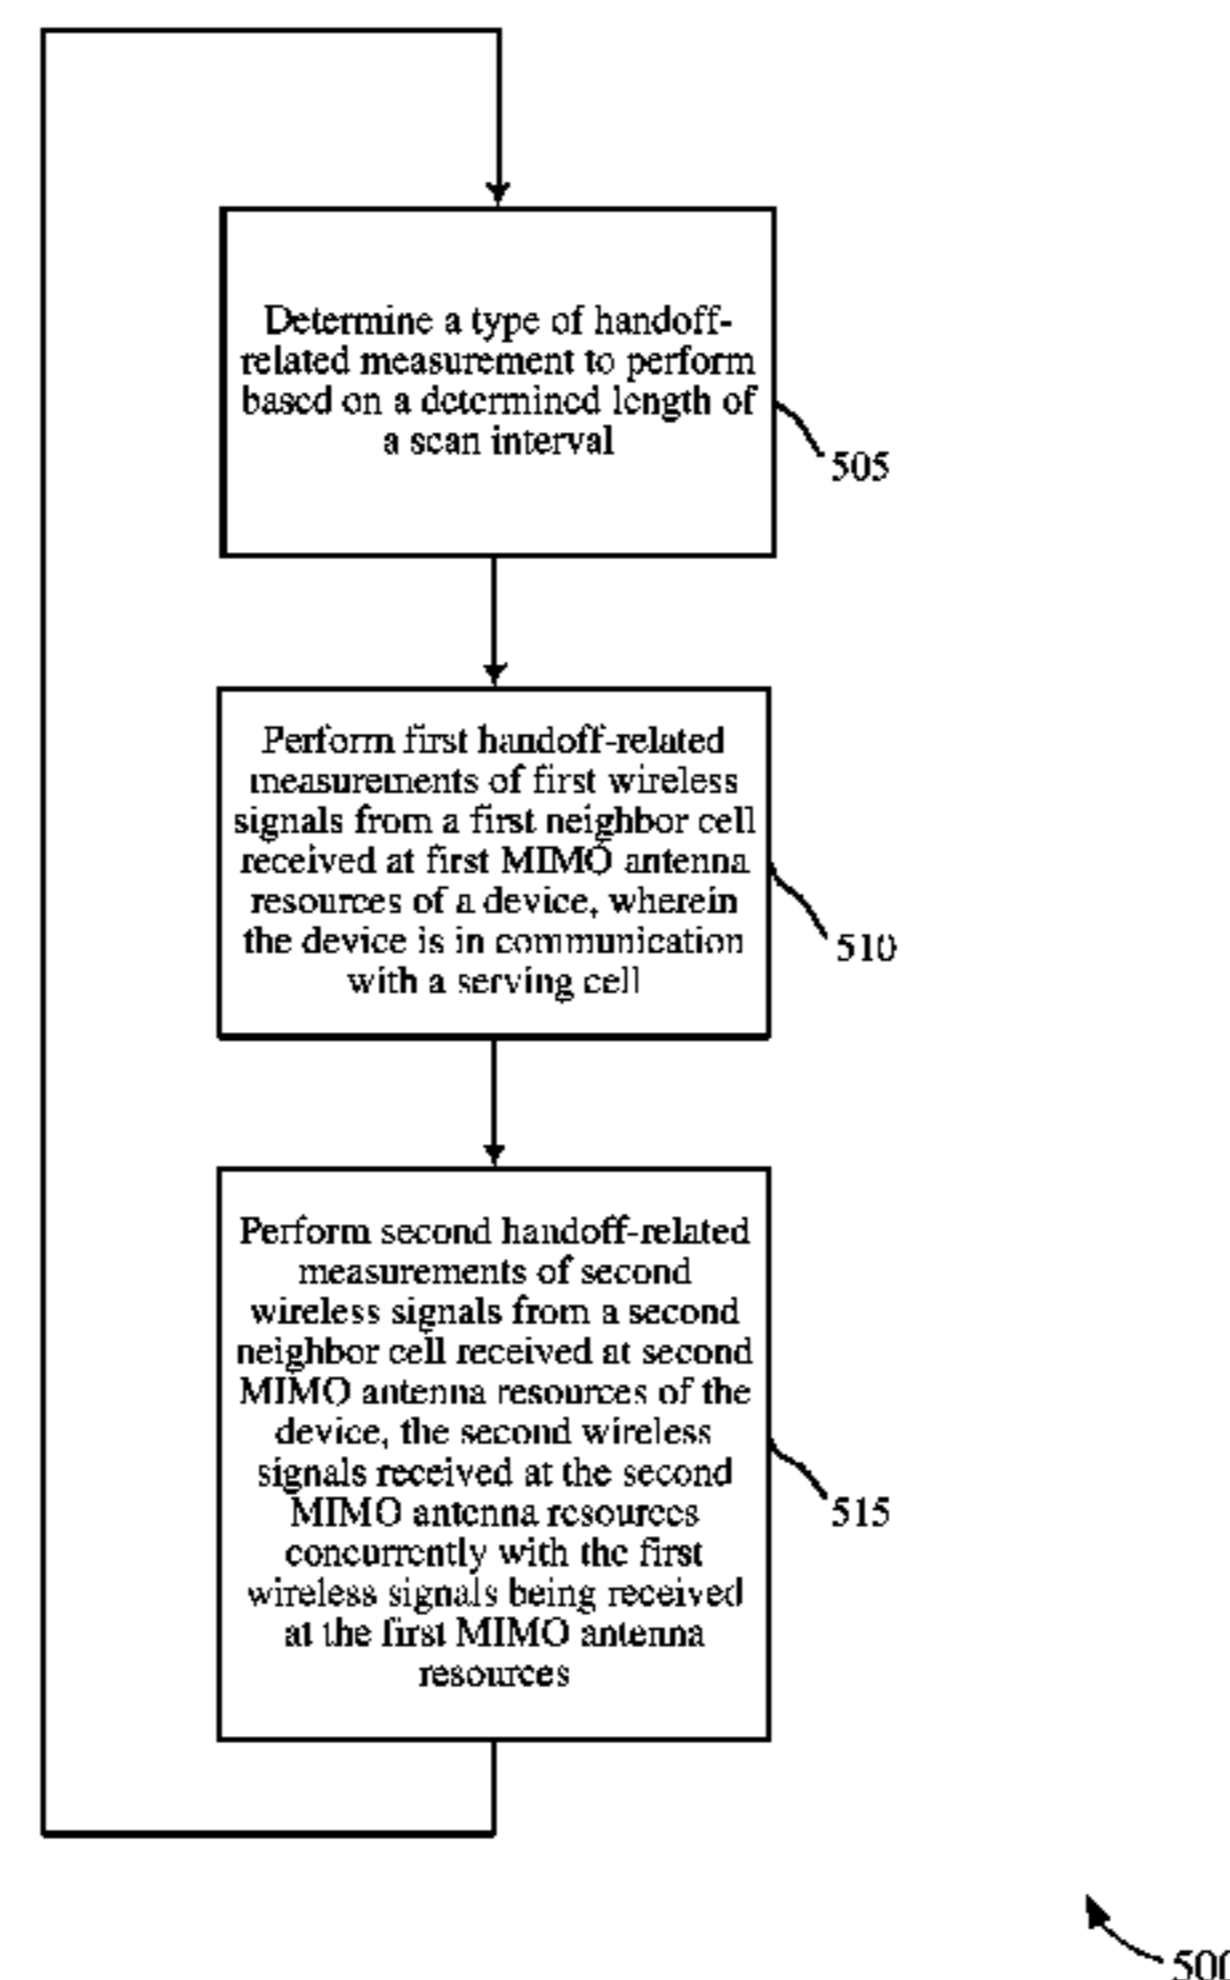 Determine a type of handoff-
related measurement to perform
based on a determined length of
a scan interval
505
Perform first handoff-related
measurements of first wireless
signals from a first neighbor cell
received at first MIMO antenna
resources of a device, wherein
the device is in communication
with a serving cell
510
Perform second handoff-related
measurements of second
wireless signals from a second
neighbor cell received at second
MIMO antenna resources of the
device, the second wireless
signals received at the second
MIMO antenna resources
concurrently with the first
wireless signals being received
at the first MIMO antenna
resources
515
500